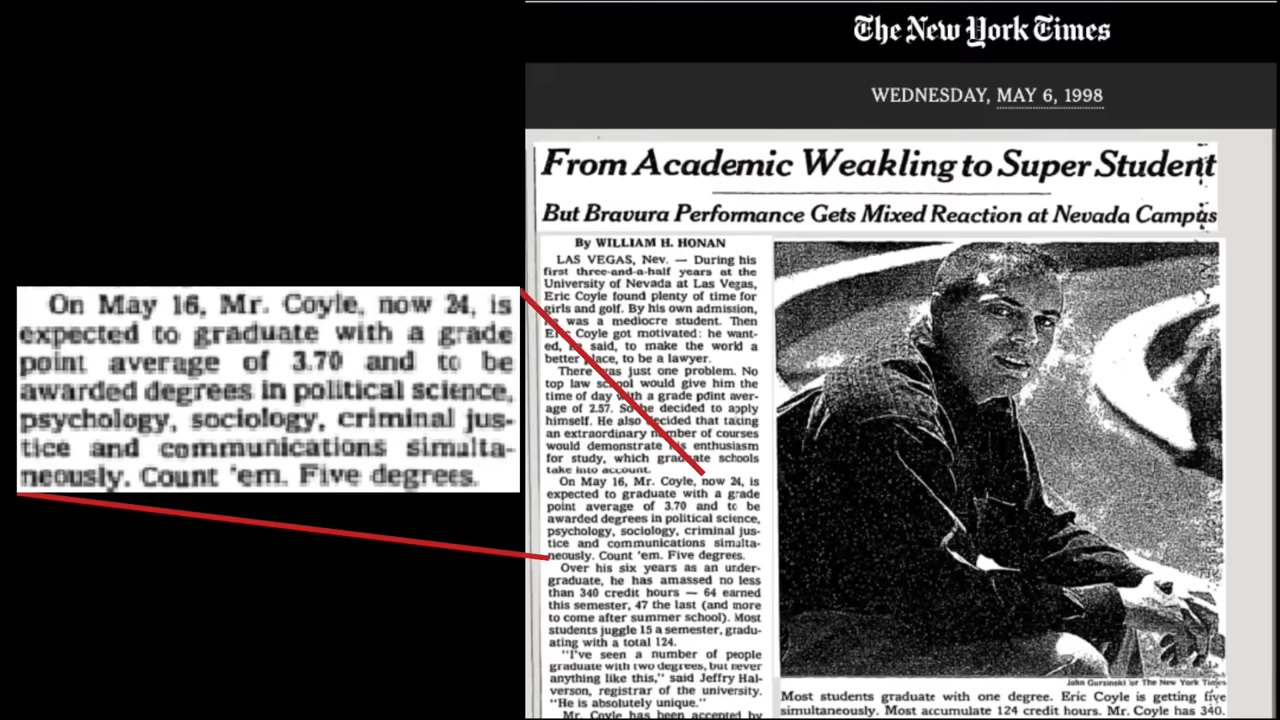 The New York Times
WEDNESDAY, MAY 6, 1998
From Academic Weakling to Super Student
But Bravura Performance Gets Mixed Reaction at Nevada Campus
On May 16, Mr. Coyle, now 24, is
expected to graduate with a grade
point average of 3.70 and to be
awarded degrees in political science,
psychology, sociology, criminal jus-
tice and communications simulta-
neously. Count 'em. Five degrees.
By WILLIAM H. HONAN
LAS VEGAS, Nev. — During his
first three-and-a-half years at the
University of Nevada at Las Vegas,
Eric Coyle found plenty of time for
girls and golf. By his own admission,
he was a mediocre student. Then
Eric Coyle got motivated: he want-
ed, he said, to make the world a
better place, to be a lawyer.
There was just one problem. No
top law school would give him the
time of day with a grade point aver-
age of 2.57. So he decided to apply
himself. He also decided that taking
an extraordinary number of courses
would demonstrate his enthusiasm
for study, which graduate schools
take into account.
On May 16, Mr. Coyle, now 24, is
expected to graduate with a grade
point average of 3.70 and to be
awarded degrees in political science,
psychology, sociology, criminal jus-
tice and communications simulta-
neously. Count 'em. Five degrees.
Over his six years as an under-
graduate, he has amassed no less
than 340 credit hours — 64 earned
this semester, 47 the last (and more
to come after summer school). Most
students juggle 15 a semester, gradu-
ating with a total 124.
"I've seen a number of people
graduate with two degrees, but never
anything like this," said Jeffry Hal-
verson, registrar of the university.
"He is absolutely unique."
Mr. Coyle has been accepted by
John Gurzinski for The New York Times
Most students graduate with one degree. Eric Coyle is getting five
simultaneously. Most accumulate 124 credit hours. Mr. Coyle has 340.